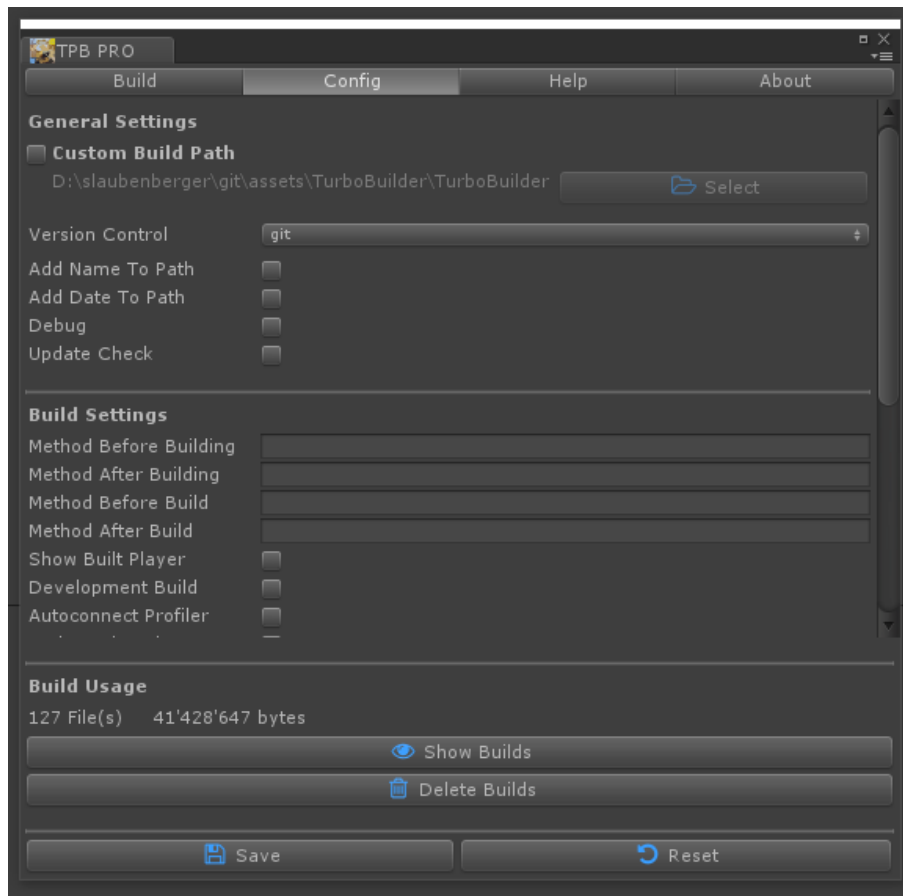 TPB PRO
Build Config Help About
General Settings
Custom Build Path
D:\slaubenberger\git\assets\TurboBuilder\TurboBuilder Select
Version Control git
Add Name To Path
Add Date To Path
Debug
Update Check
Build Settings
Method Before Building
Method After Building
Method Before Build
Method After Build
Show Built Player
Development Build
Autoconnect Profiler
Build Usage
127 File(s) 41'428'647 bytes
Show Builds
Delete Builds
Save Reset